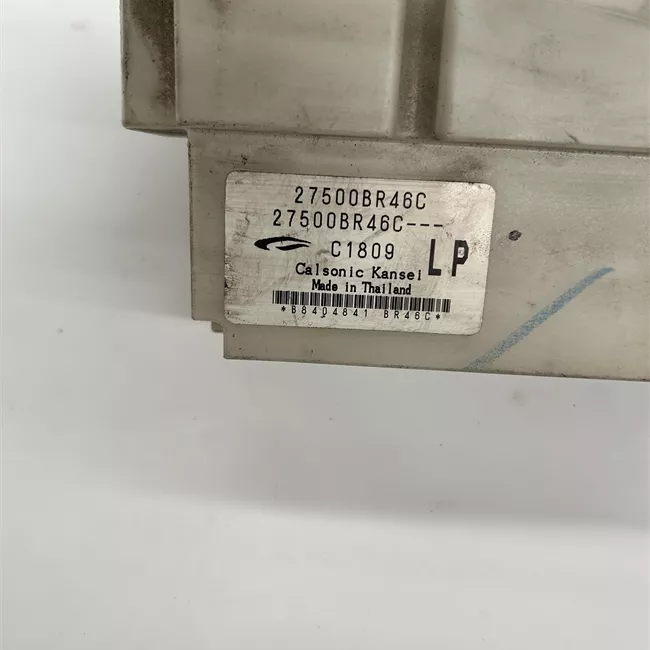 27500BR46C
27500BR46C---
C1809 LP
Calsonic Kansei
Made in Thailand
*B8404841 BR46C*